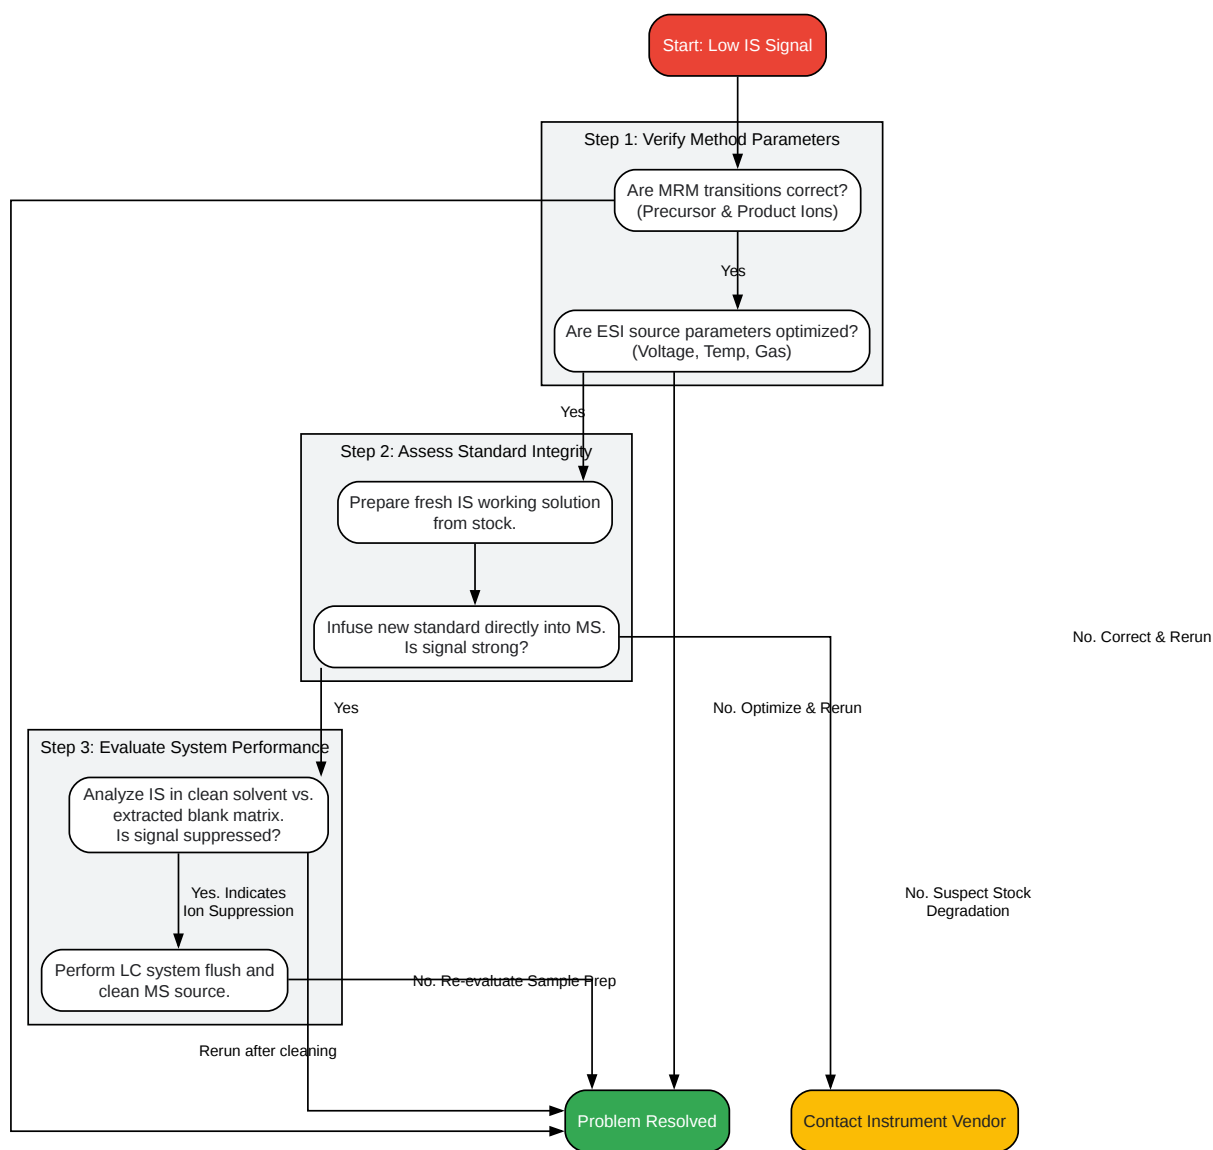 Start: Low IS Signal
Step 1: Verify Method Parameters
Are MRM transitions correct?
(Precursor & Product Ions)
Yes
Are ESI source parameters optimized?
(Voltage, Temp, Gas)
Yes
Step 2: Assess Standard Integrity
Prepare fresh IS working solution
from stock.
Infuse new standard directly into MS.
Is signal strong?
No. Correct & Rerun
Yes
No. Optimize & Rerun
Step 3: Evaluate System Performance
Analyze IS in clean solvent vs.
extracted blank matrix.
Is signal suppressed?
Yes. Indicates
Ion Suppression
No. Suspect Stock
Degradation
Perform LC system flush and
clean MS source.
No. Re-evaluate Sample Prep
Rerun after cleaning
Problem Resolved
Contact Instrument Vendor